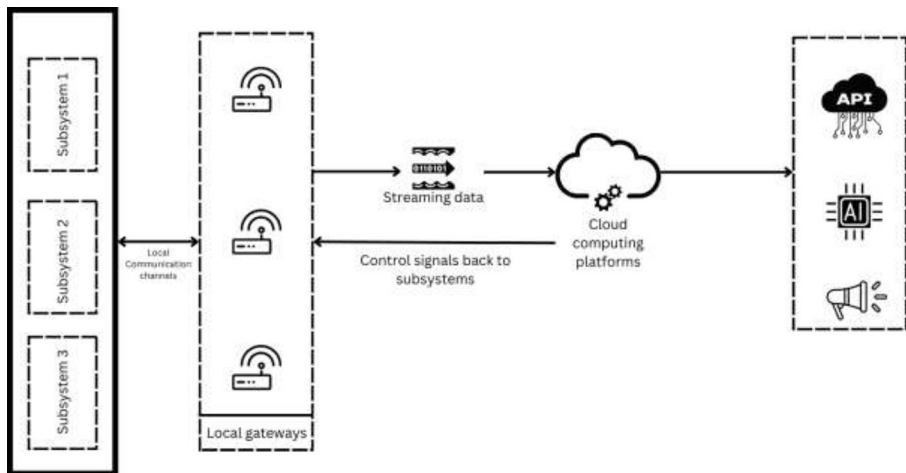 Subsystem 1
Subsystem 2
Subsystem 3
Local
Communication
channels
Local gateways
0110101
Streaming data
Control signals back to
subsystems
Cloud
computing
platforms
API
AI